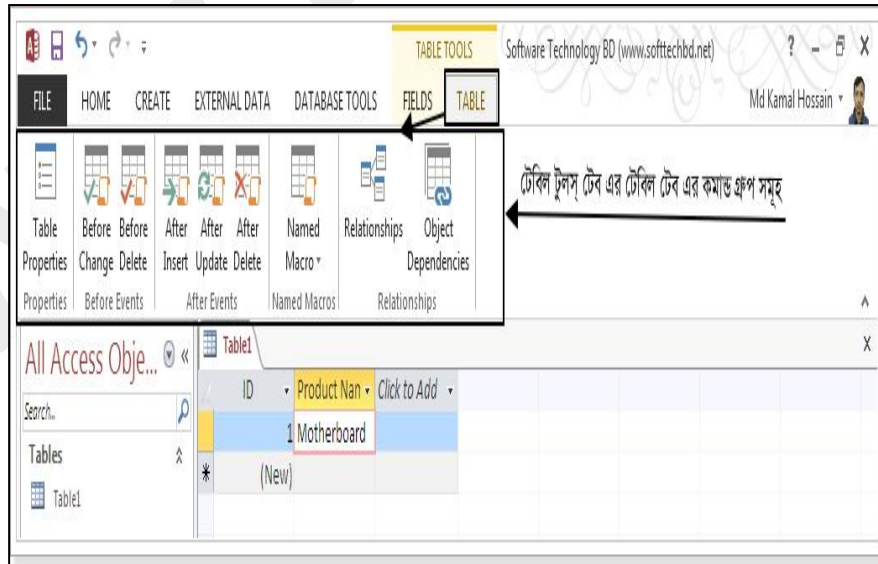 TABLE TOOLS Software Technology BD (www.softtechbd.net) ? X
FILE HOME CREATE EXTERNAL DATA DATABASE TOOLS FIELDS TABLE Md Kamal Hossain
টেবিল টুলস্ টেব এর টেবিল টেব এর কমান্ড গ্রুপ সমূহ
Table Before Before After After After Named Relationships Object
Properties Change Delete Insert Update Delete Macro Dependencies
Properties Before Events After Events Named Macros Relationships
All Access Obje... « Table1 X
ID Product Nan Click to Add
Search..
1 Motherboard
Tables
* (New)
Table1